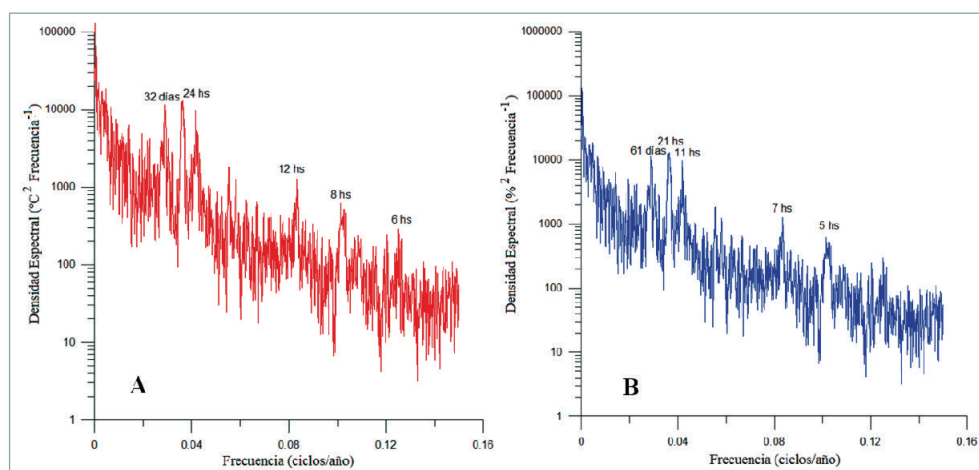 100000
10000
1000
100
10
1
Densidad Espectral (°C² Frecuencia⁻¹)
32 días
24 hs
12 hs
8 hs
6 hs
A
0
0.04
0.08
0.12
0.16
Frecuencia (ciclos/año)
1000000
100000
10000
1000
100
10
1
Densidad Espectral (%² Frecuencia⁻¹)
61 días
21 hs
11 hs
7 hs
5 hs
B
0
0.04
0.08
0.12
0.16
Frecuencia (ciclos/año)